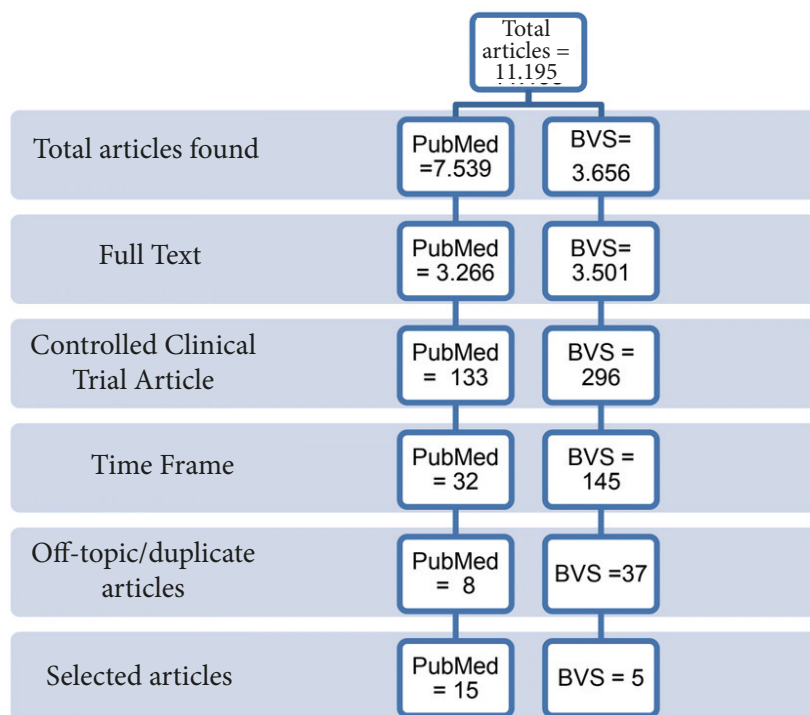 Total
articles =
11.195
Total articles found
PubMed
=7.539
BVS=
3.656
Full Text
PubMed
= 3.266
BVS=
3.501
Controlled Clinical
Trial Article
PubMed
= 133
BVS =
296
Time Frame
PubMed
= 32
BVS =
145
Off-topic/duplicate
articles
PubMed
= 8
BVS =37
Selected articles
PubMed
= 15
BVS = 5